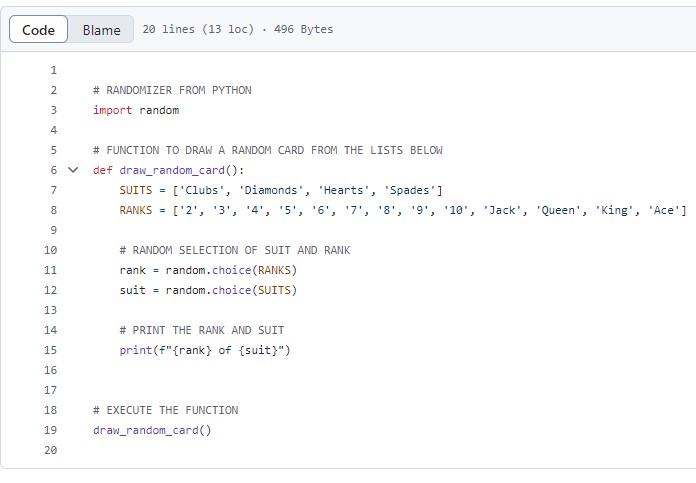 Code Blame 20 lines (13 loc) · 496 Bytes
1
2 # RANDOMIZER FROM PYTHON
3 import random
4
5 # FUNCTION TO DRAW A RANDOM CARD FROM THE LISTS BELOW
6 def draw_random_card():
7     SUITS = ['Clubs', 'Diamonds', 'Hearts', 'Spades']
8     RANKS = ['2', '3', '4', '5', '6', '7', '8', '9', '10', 'Jack', 'Queen', 'King', 'Ace']
9
10     # RANDOM SELECTION OF SUIT AND RANK
11     rank = random.choice(RANKS)
12     suit = random.choice(SUITS)
13
14     # PRINT THE RANK AND SUIT
15     print(f"{rank} of {suit}")
16
17
18 # EXECUTE THE FUNCTION
19 draw_random_card()
20